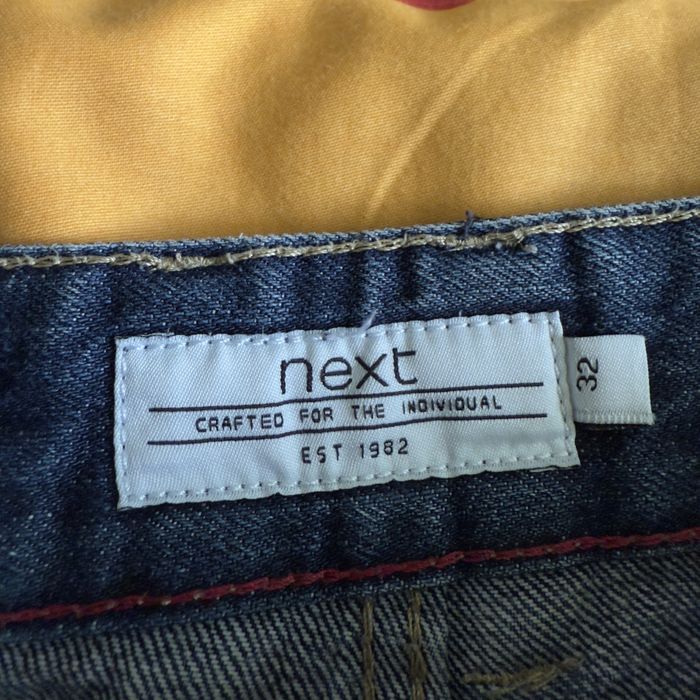 next
CRAFTED FOR THE INDIVIDUAL
EST 1982
32